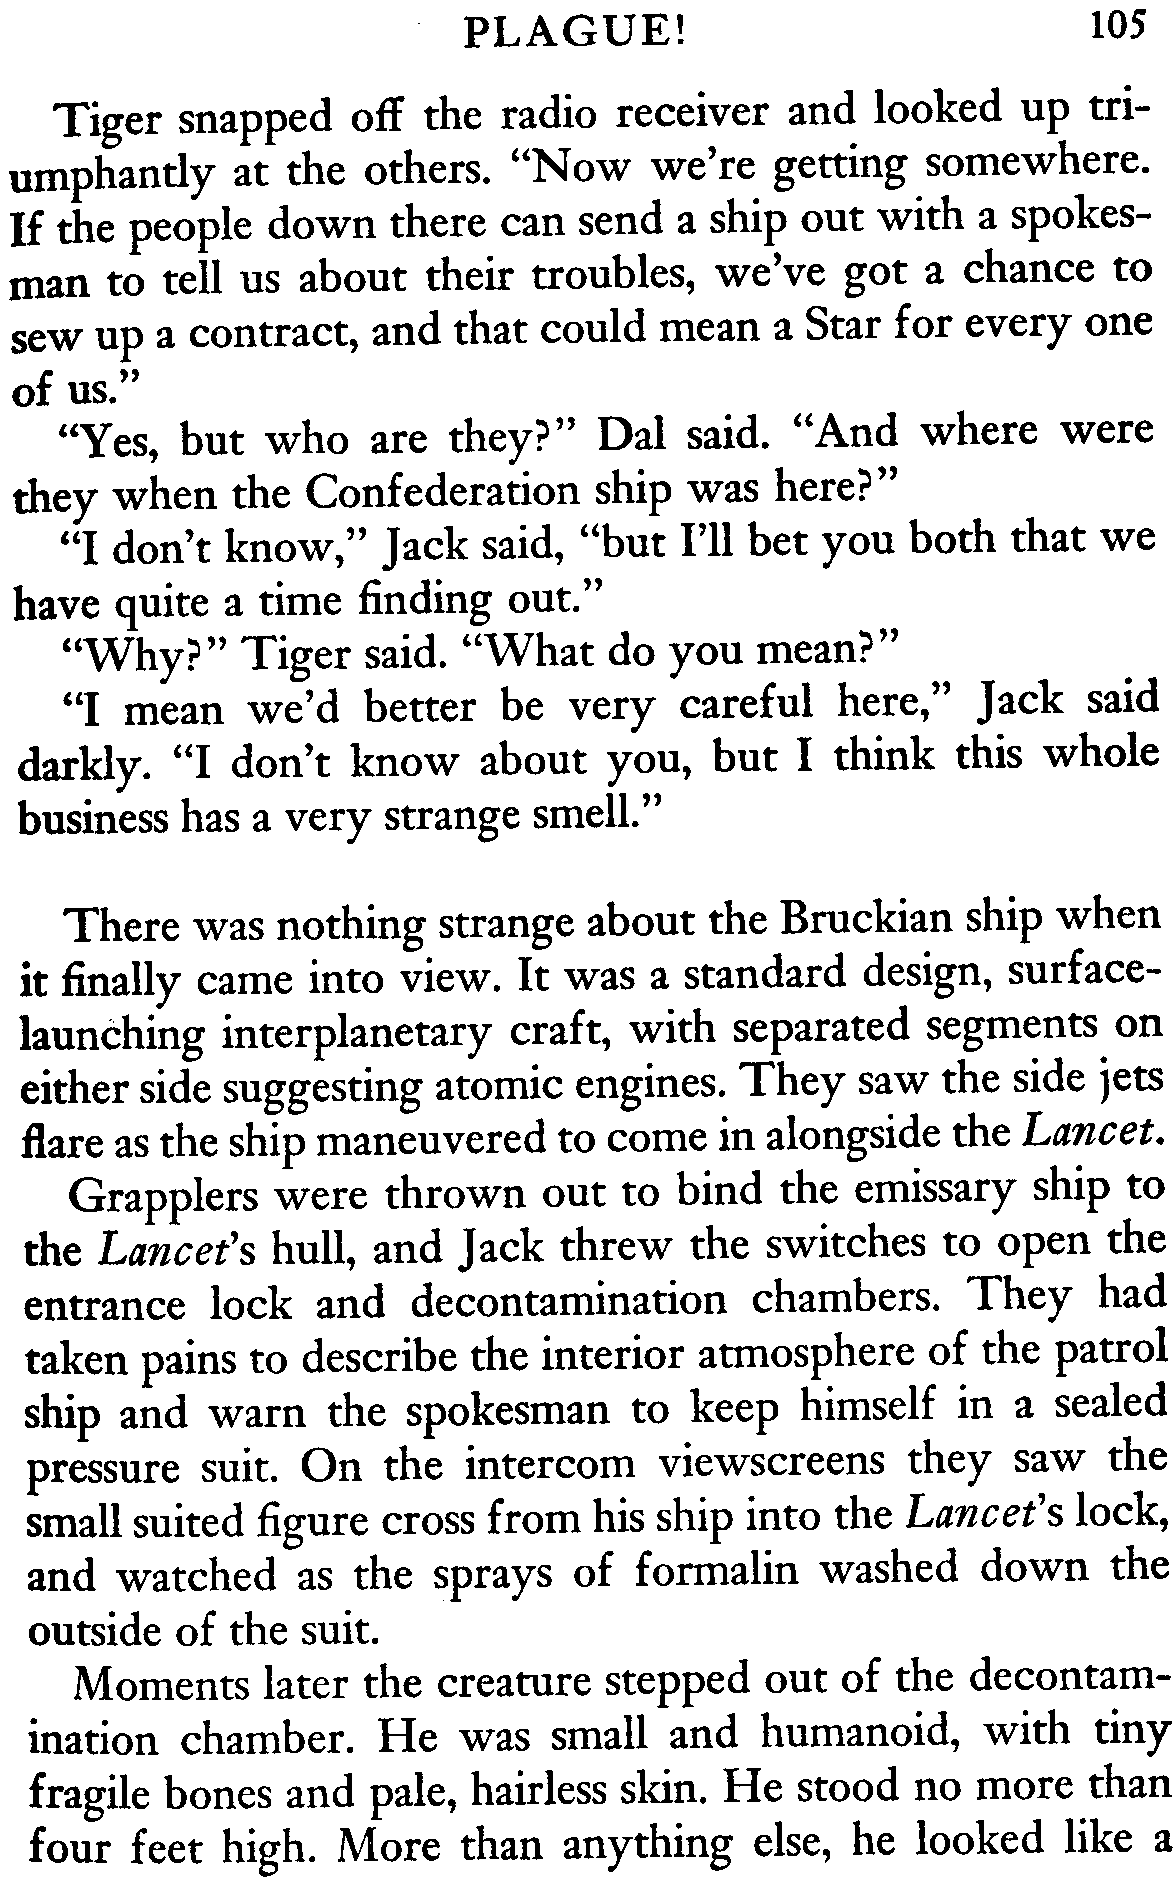 PLAGUE! 105
Tiger snapped off the radio receiver and looked up tri-
umphantly at the others. “Now we’re getting somewhere.
If the people down there can send a ship out with a spokes-
man to tell us about their troubles, we’ve got a chance to
sew up a contract, and that could mean a Star for every one
of us.”
“Yes, but who are they?” Dal said. “And where were
they when the Confederation ship was here?”
“I don’t know,” Jack said, “but I’ll bet you both that we
have quite a time finding out.”
“Why?” Tiger said. “What do you mean?”
“I mean we’d better be very careful here,” Jack said
darkly. “I don’t know about you, but I think this whole
business has a very strange smell.”
There was nothing strange about the Bruckian ship when
it finally came into view. It was a standard design, surface-
launching interplanetary craft, with separated segments on
either side suggesting atomic engines. They saw the side jets
flare as the ship maneuvered to come in alongside the Lancet.
Grapplers were thrown out to bind the emissary ship to
the Lancet’s hull, and Jack threw the switches to open the
entrance lock and decontamination chambers. They had
taken pains to describe the interior atmosphere of the patrol
ship and warn the spokesman to keep himself in a sealed
pressure suit. On the intercom viewscreens they saw the
small suited figure cross from his ship into the Lancet’s lock,
and watched as the sprays of formalin washed down the
outside of the suit.
Moments later the creature stepped out of the decontam-
ination chamber. He was small and humanoid, with tiny
fragile bones and pale, hairless skin. He stood no more than
four feet high. More than anything else, he looked like a